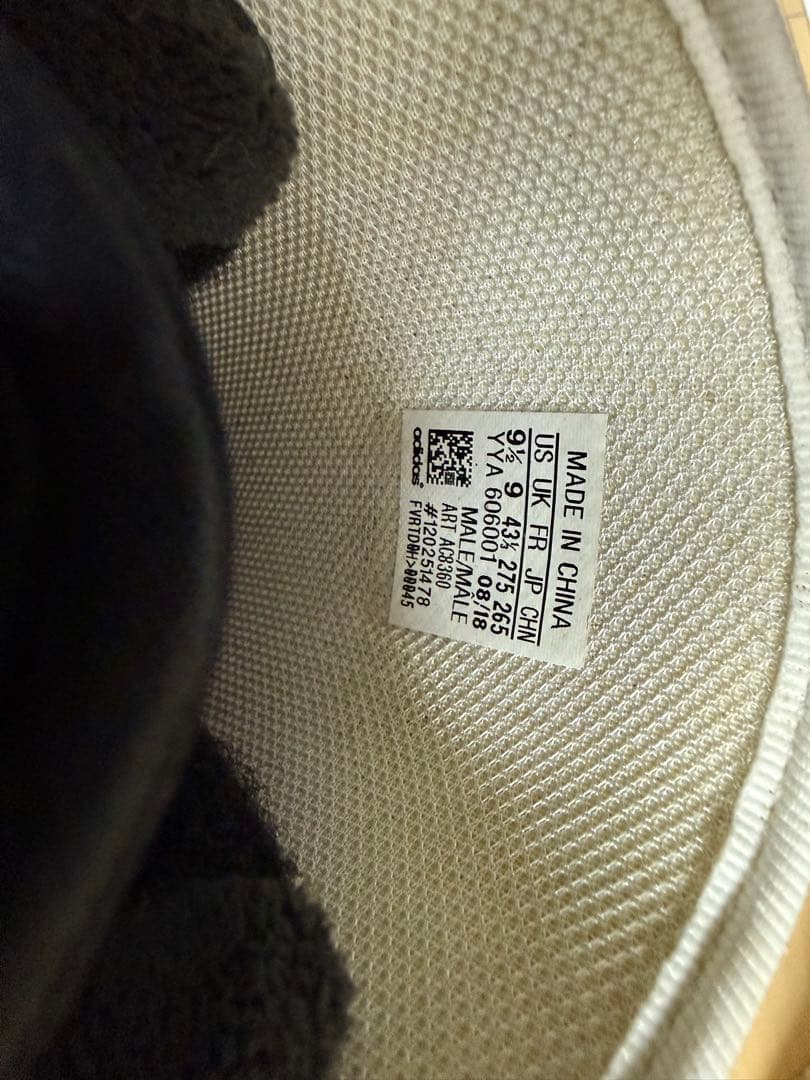 MADE IN CHINA
US UK FR JP CHN
9½ 9 43⅓ 275 265
YYA 606001 08/18
MALE/MÂLE
ART AC8360
#120251478
adidas